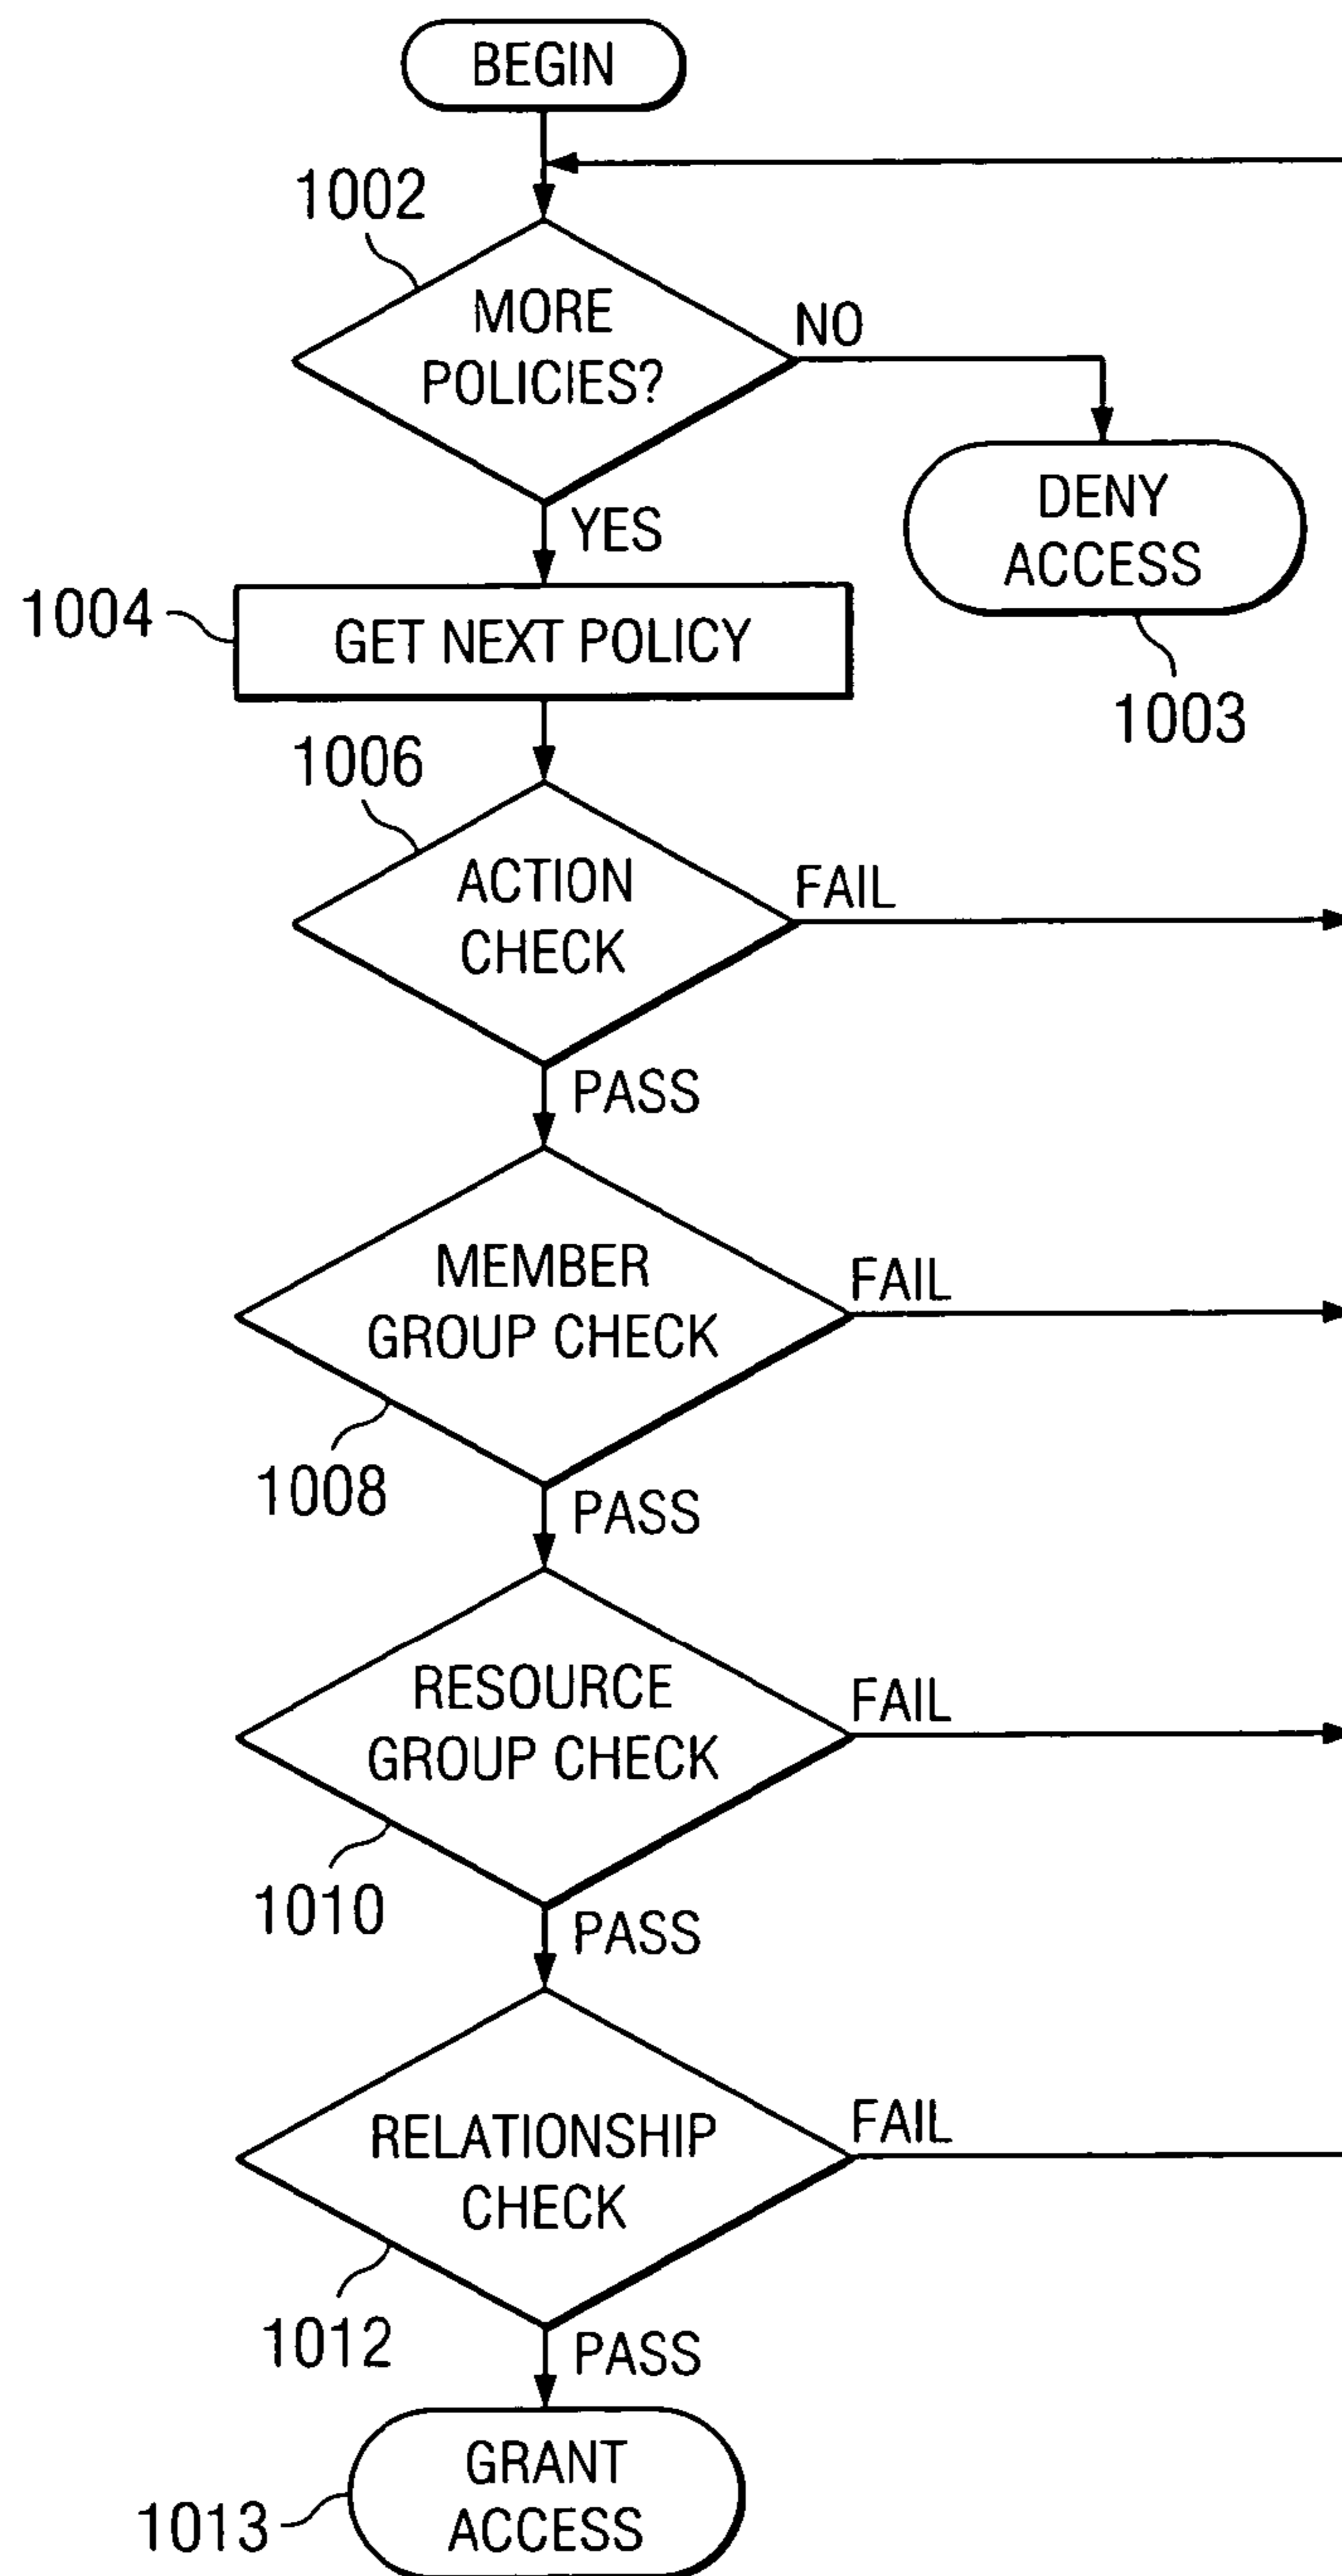 BEGIN
1002
MORE
POLICIES?
NO
DENY
ACCESS
1003
YES
1004
GET NEXT POLICY
1006
ACTION
CHECK
FAIL
PASS
MEMBER
GROUP CHECK
FAIL
1008
PASS
RESOURCE
GROUP CHECK
FAIL
1010
PASS
RELATIONSHIP
CHECK
FAIL
1012
PASS
GRANT
ACCESS
1013